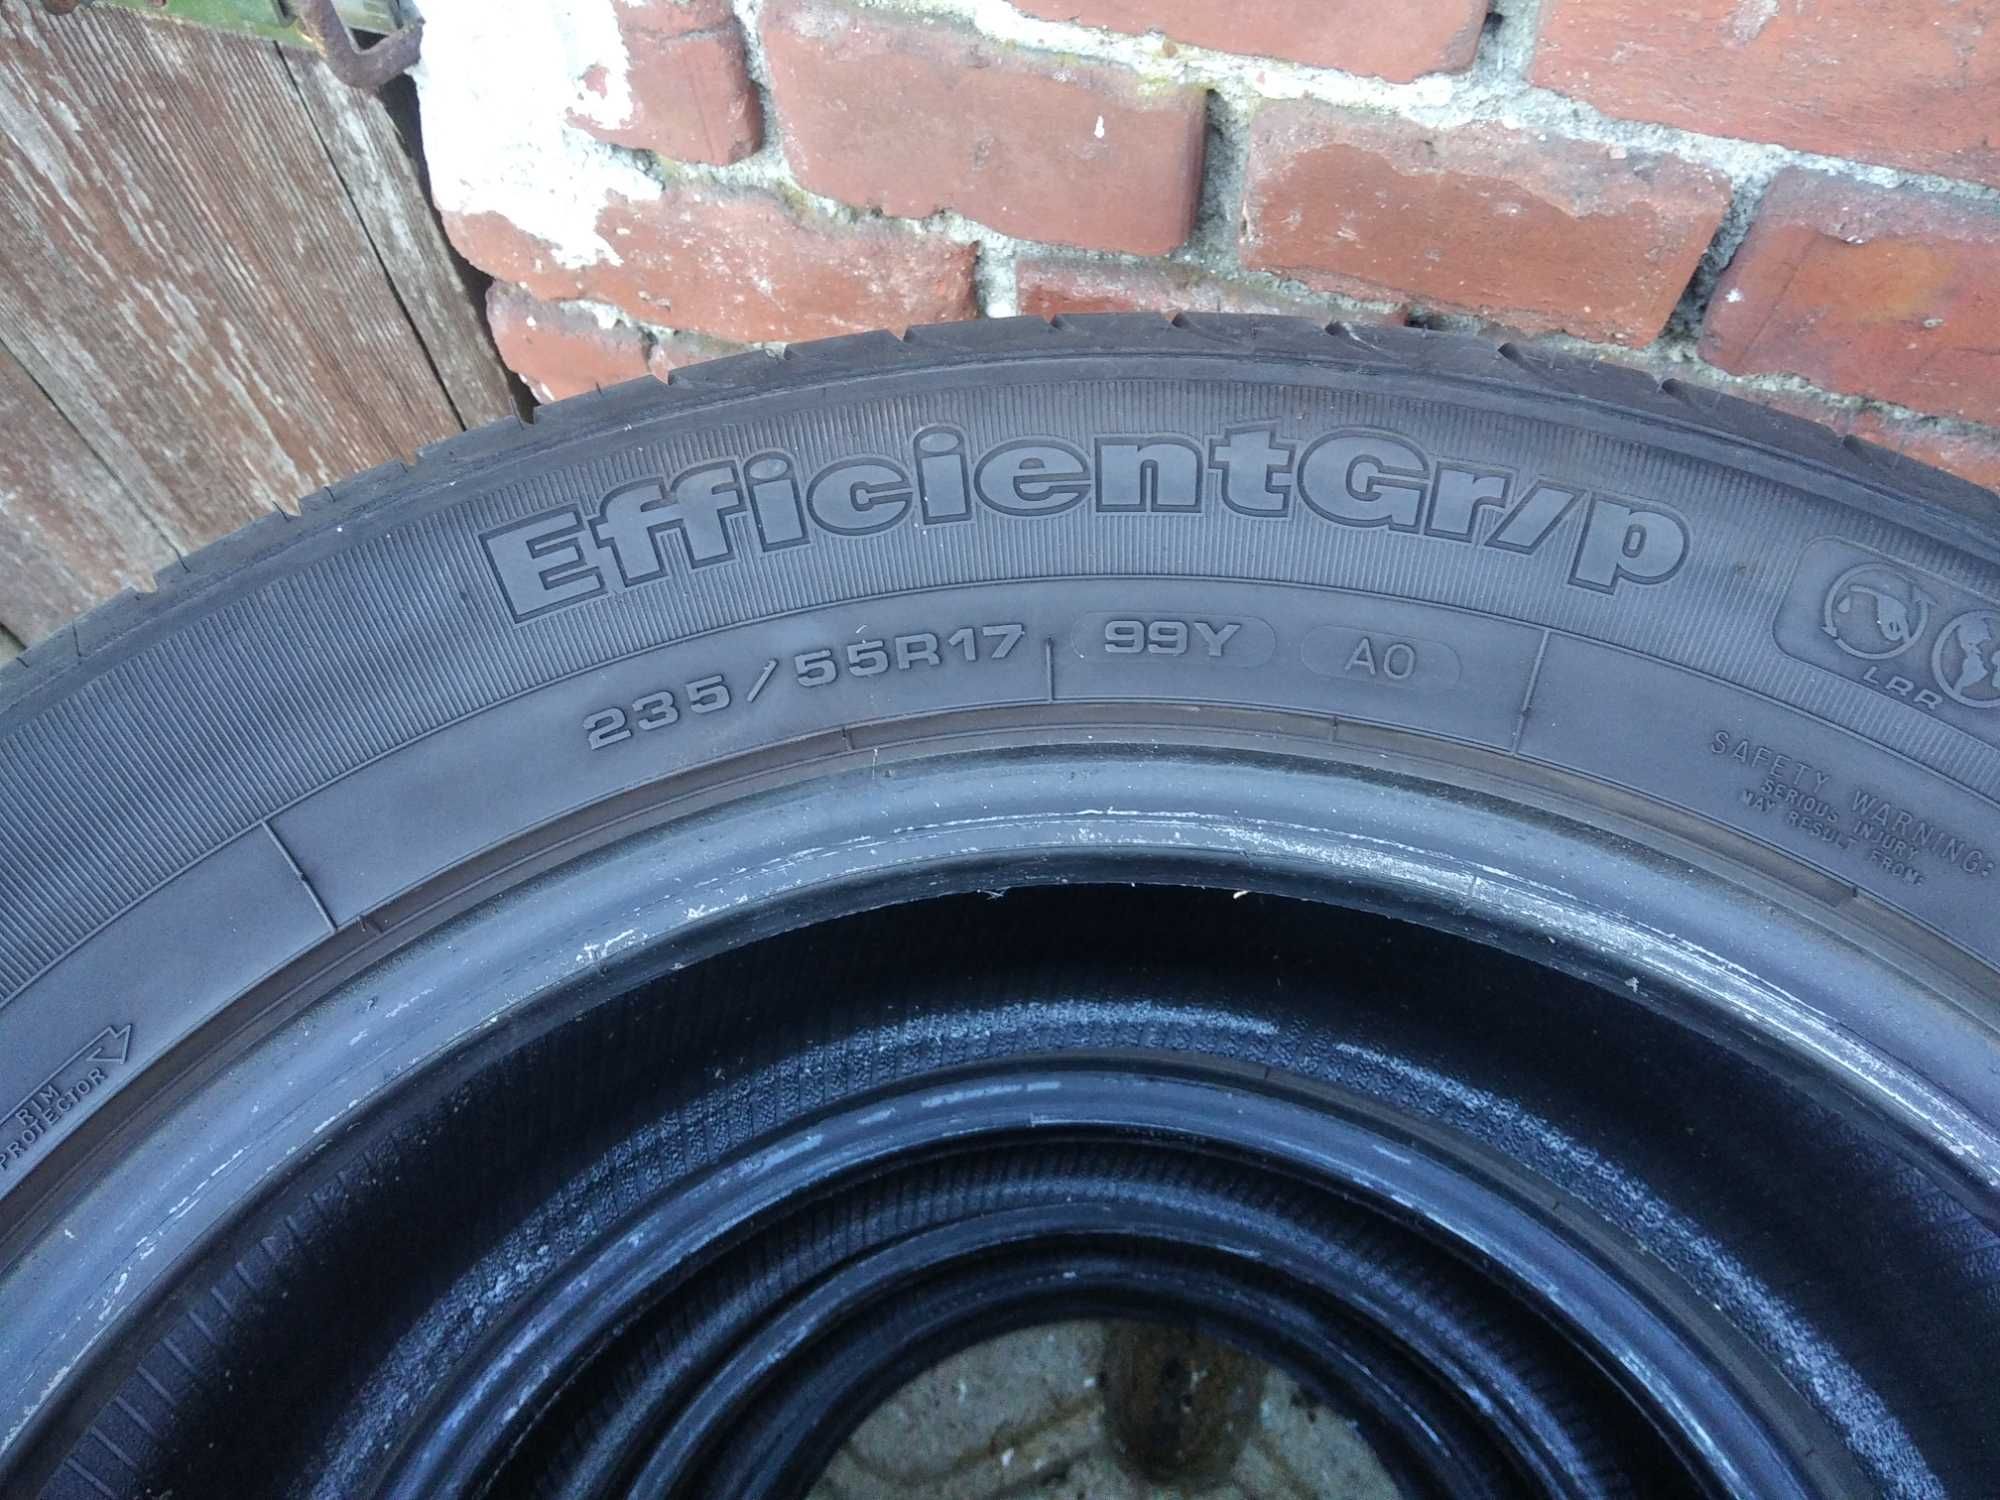 EfficientGrip
235/55R17 99Y AO
LRR
SAFETY WARNING:
SERIOUS INJURY
MAY RESULT FROM:
RIM
PROTECTOR